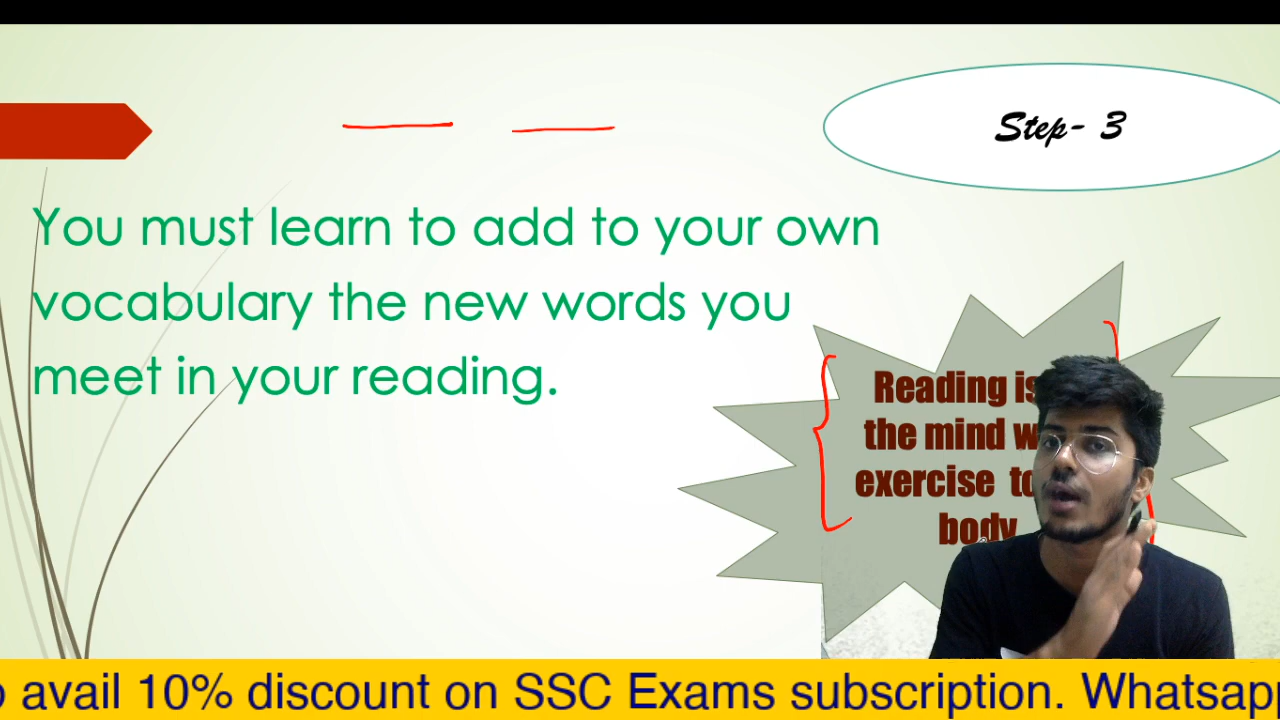 Step- 3
You must learn to add to your own
vocabulary the new words you
meet in your reading.
Reading is
the mind
exercise
body
avail 10% discount on SSC Exams subscription.